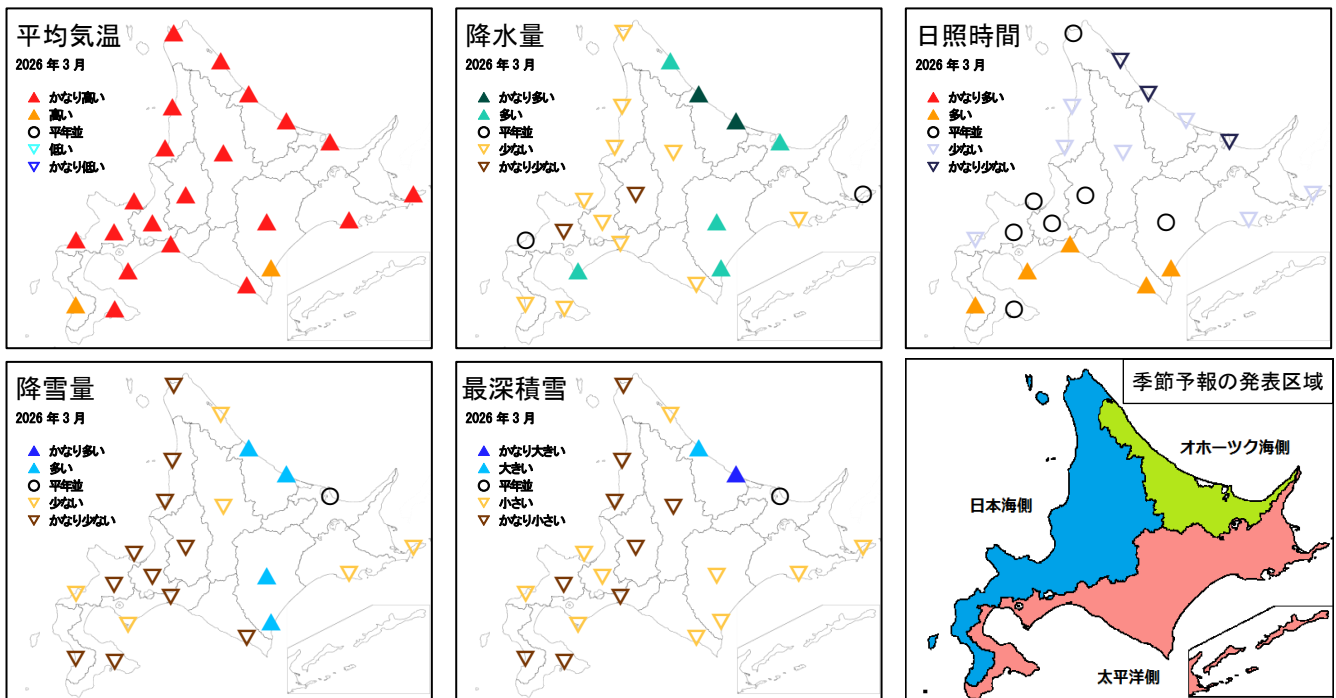 平均気温
2026 年 3 月
かなり高い
高い
平年並
低い
かなり低い
降水量
2026 年 3 月
かなり多い
多い
平年並
少ない
かなり少ない
日照時間
2026 年 3 月
かなり多い
多い
平年並
少ない
かなり少ない
降雪量
2026 年 3 月
かなり多い
多い
平年並
少ない
かなり少ない
最深積雪
2026 年 3 月
かなり大きい
大きい
平年並
小さい
かなり小さい
季節予報の発表区域
オホーツク海側
日本海側
太平洋側